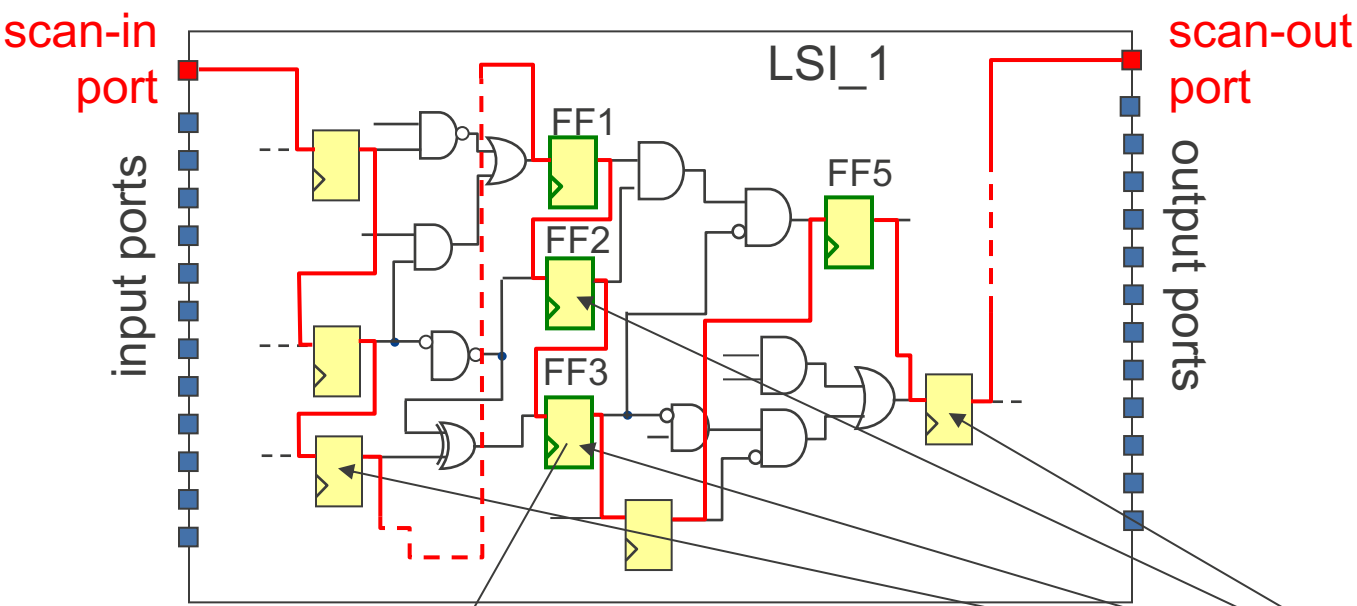 scan-in
port
LSI_1
scan-out
port
FF1
FF5
FF2
FF3
input ports
output ports